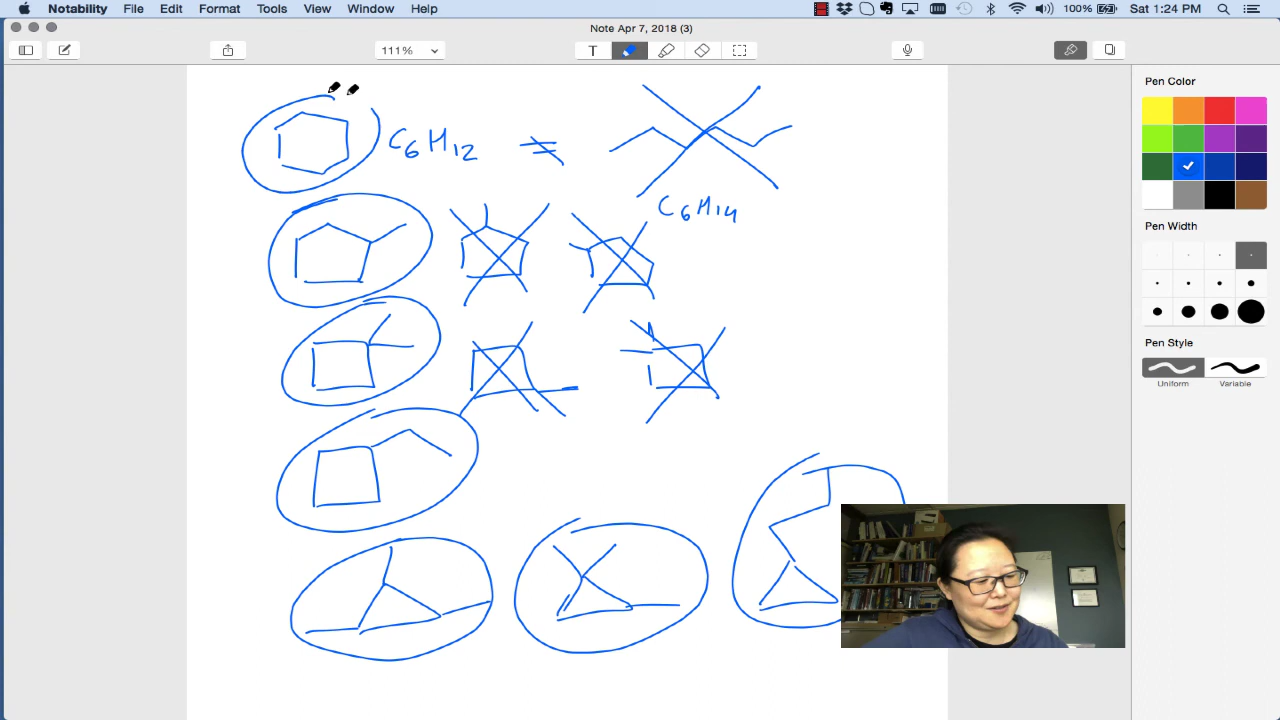 Notability File Edit Format Tools View Window Help 100% Sat 1:24 PM
Note Apr 7, 2018 (3)
111% T
Pen Color
C6H12 ≠
C6H14
Pen Width
Pen Style
Uniform Variable